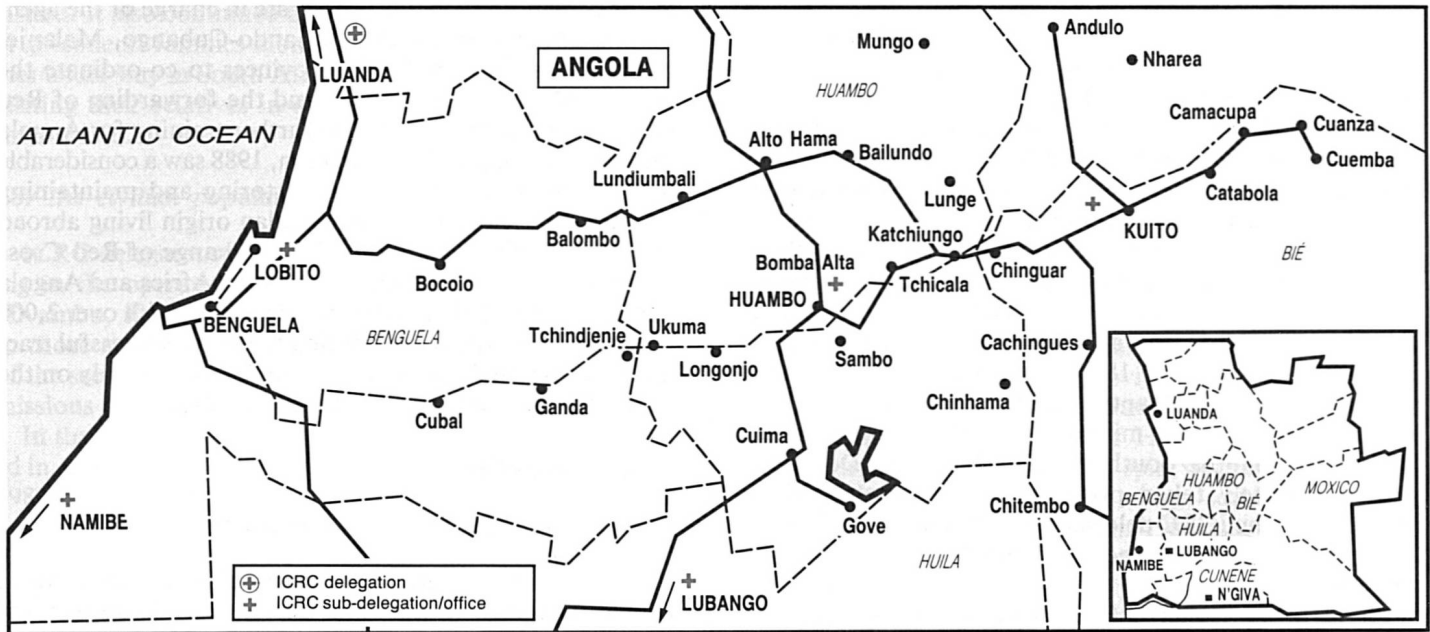 ANGOLA
LUANDA
ATLANTIC OCEAN
Mungo
HUAMBO
Andulo
Nharea
Camacupa
Cuanza
Cuemba
Catabola
Alto Hama
Bailundo
Lundiumbali
Lunge
Balombo
Katchiungo
KUITO
LOBITO
Bocoio
Bomba Alta
Tchicala
Chinguar
BIÉ
BENGUELA
HUAMBO
BENGUELA
Tchindjenje
Ukuma
Longonjo
Sambo
Cachingues
Cubal
Ganda
Chinhama
Cuima
Gove
Chitembo
NAMIBE
HUILA
LUBANGO
ICRC delegation
ICRC sub-delegation/office
LUANDA
HUAMBO
BENGUELA
BIÉ
MOXICO
HUILA
LUBANGO
NAMIBE
CUNENE
N'GIVA